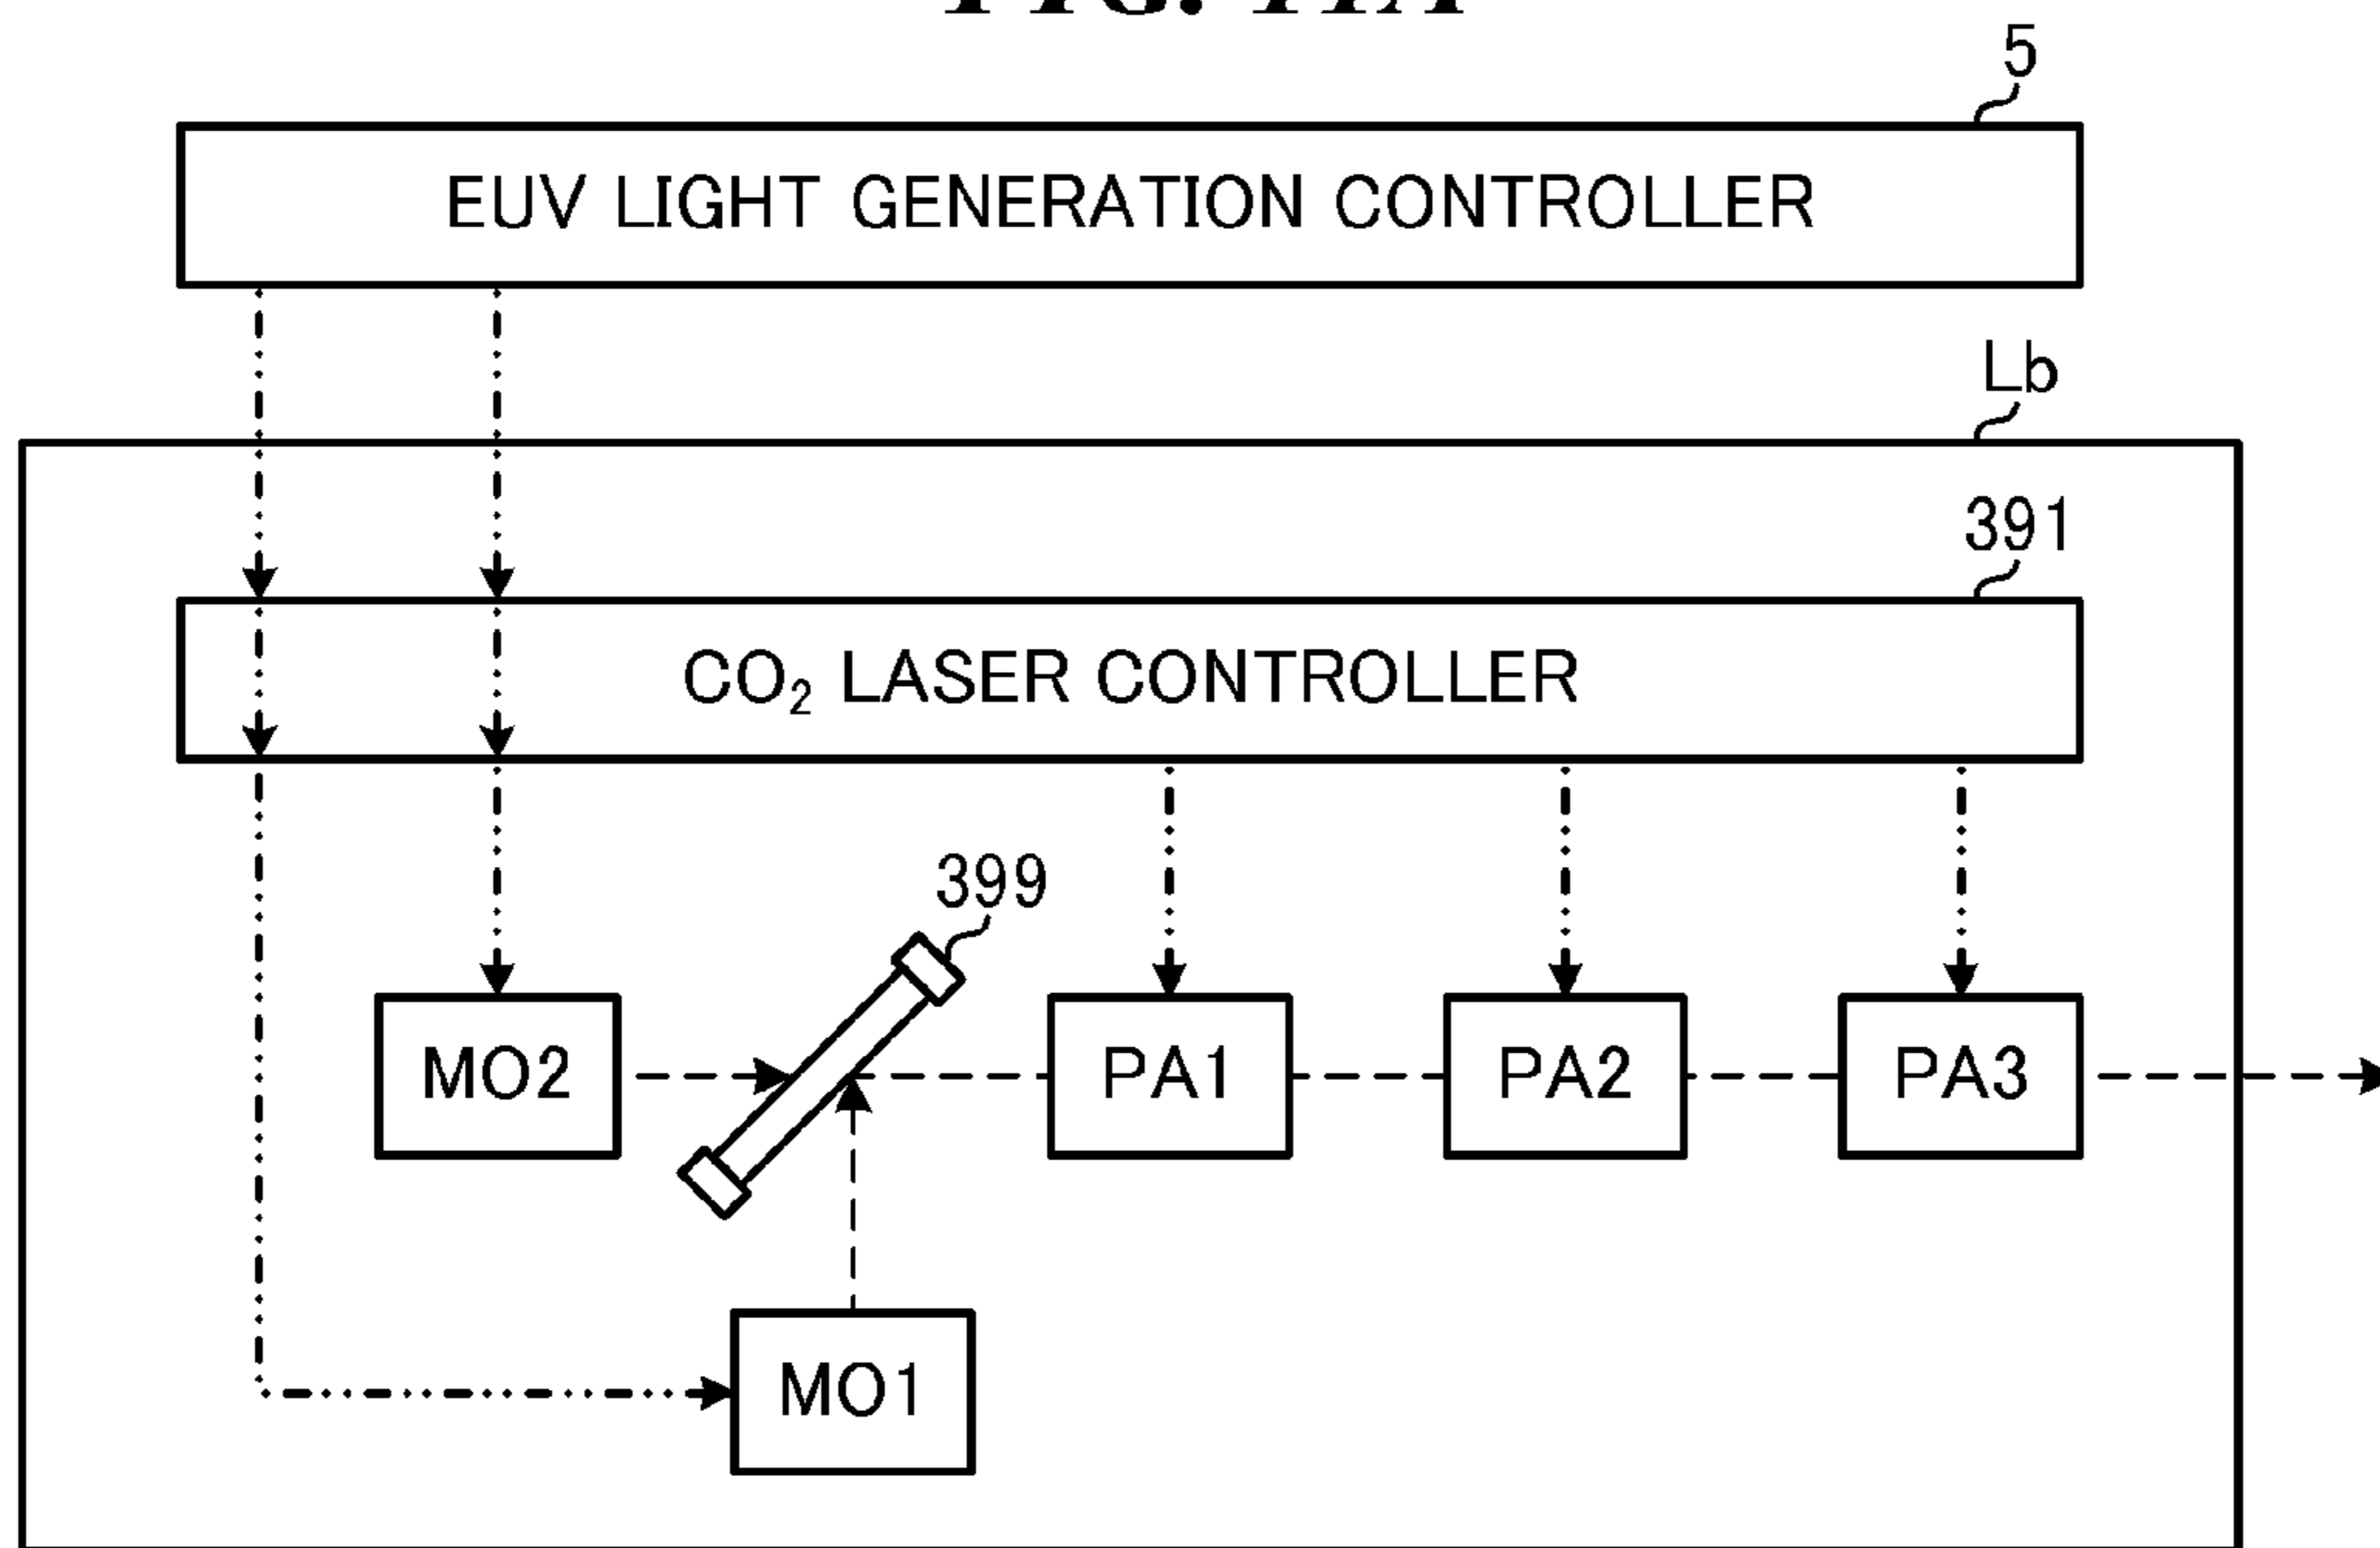 5
EUV LIGHT GENERATION CONTROLLER
Lb
391
CO₂ LASER CONTROLLER
399
MO2
PA1
PA2
PA3
MO1